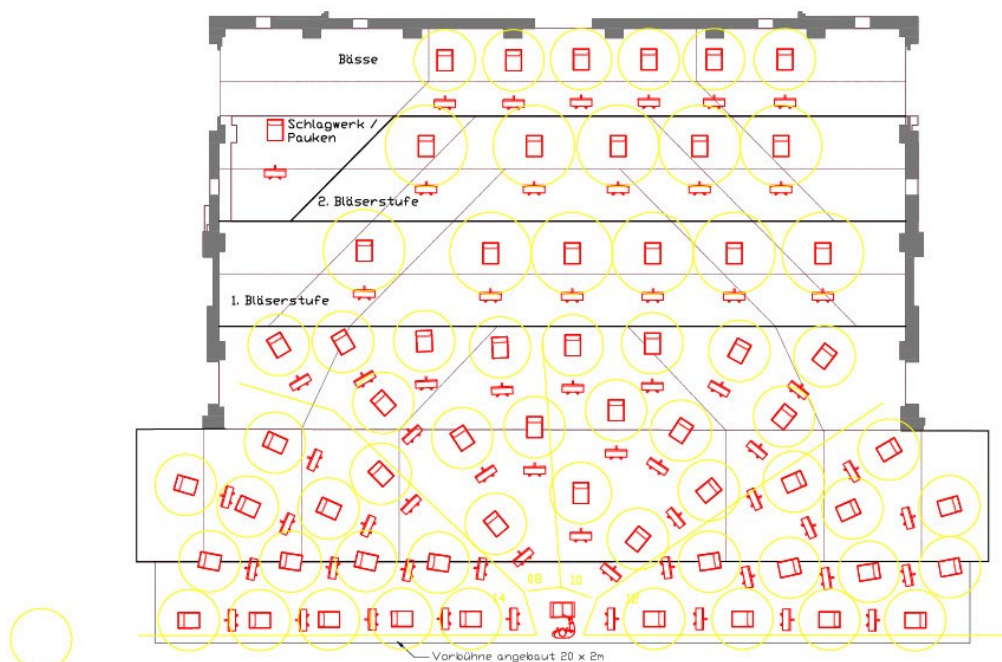 Bässe
Schlagwerk /
Pauken
2. Bläserstufe
1. Bläserstufe
08 10
14 12
Vorbühne angebaut 20 x 2m